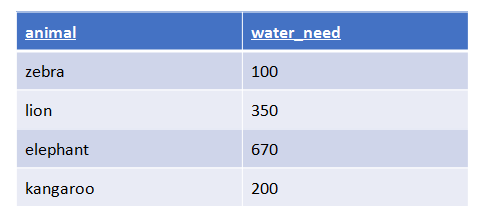 animal water_need
zebra 100
lion 350
elephant 670
kangaroo 200